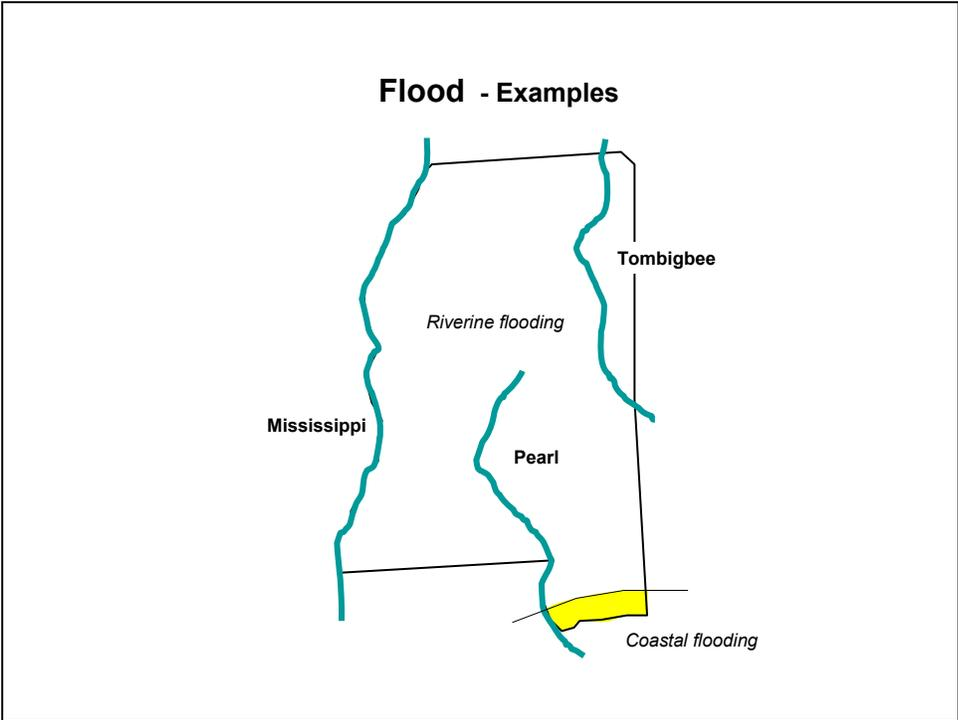 Flood - Examples
Tombigbee
Riverine flooding
Mississippi
Pearl
Coastal flooding